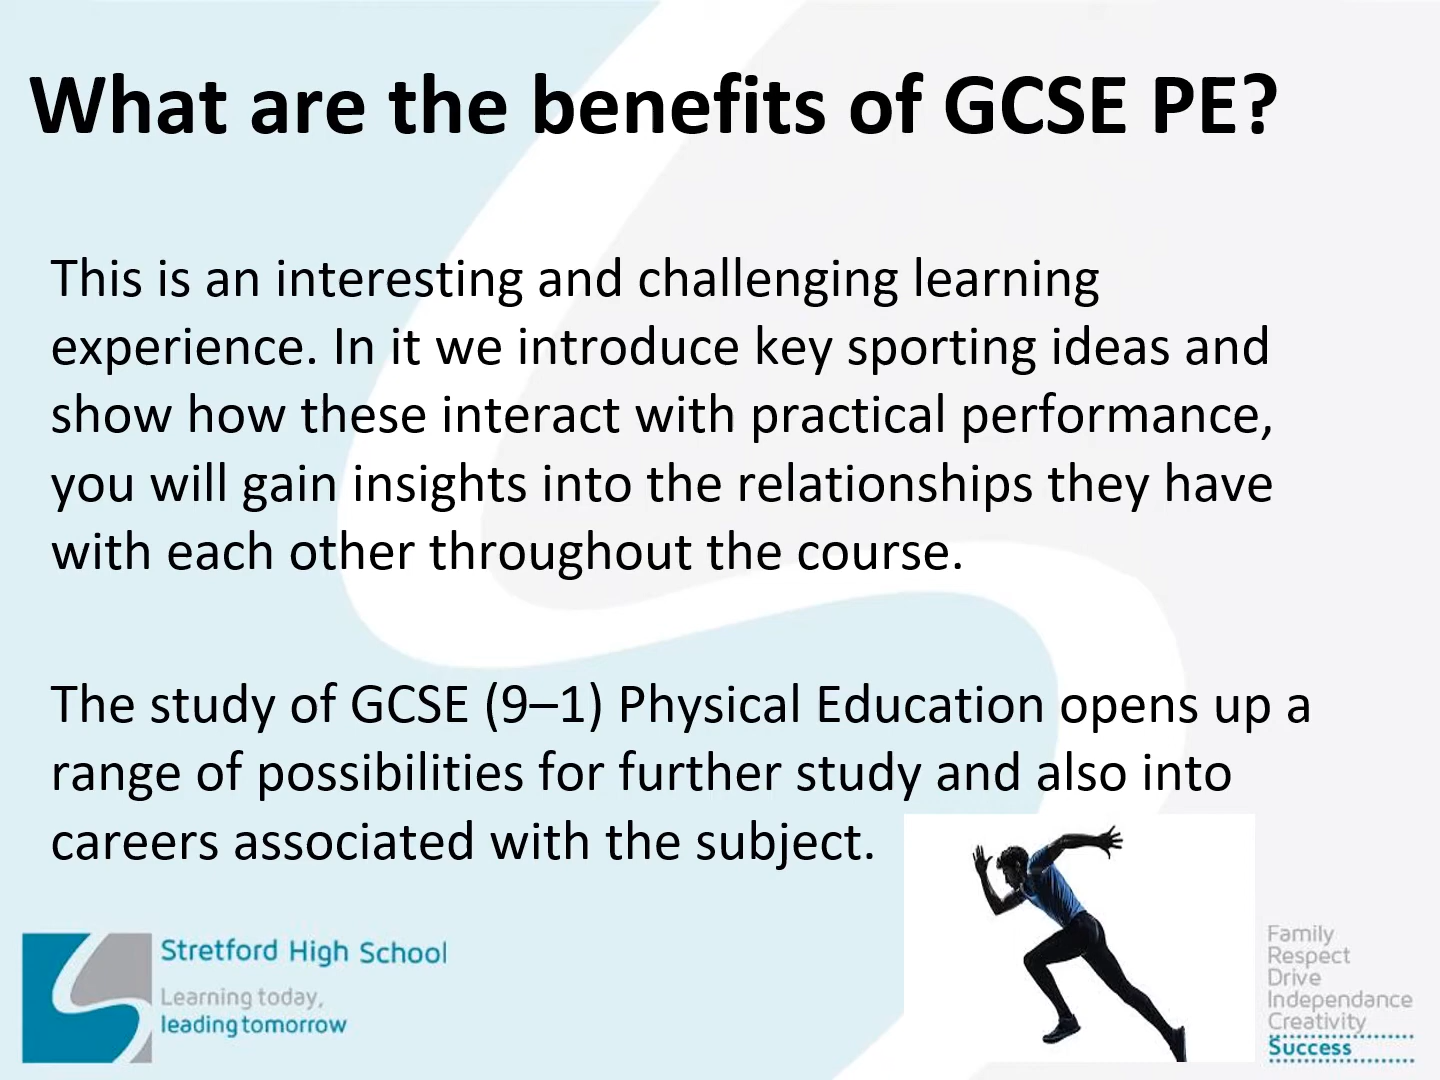 What are the benefits of GCSE PE?
This is an interesting and challenging learning
experience. In it we introduce key sporting ideas and
show how these interact with practical performance,
you will gain insights into the relationships they have
with each other throughout the course.
The study of GCSE (9–1) Physical Education opens up a
range of possibilities for further study and also into
careers associated with the subject.
Stretford High School
Learning today,
leading tomorrow
Family
Respect
Drive
Independance
Creativity
Success